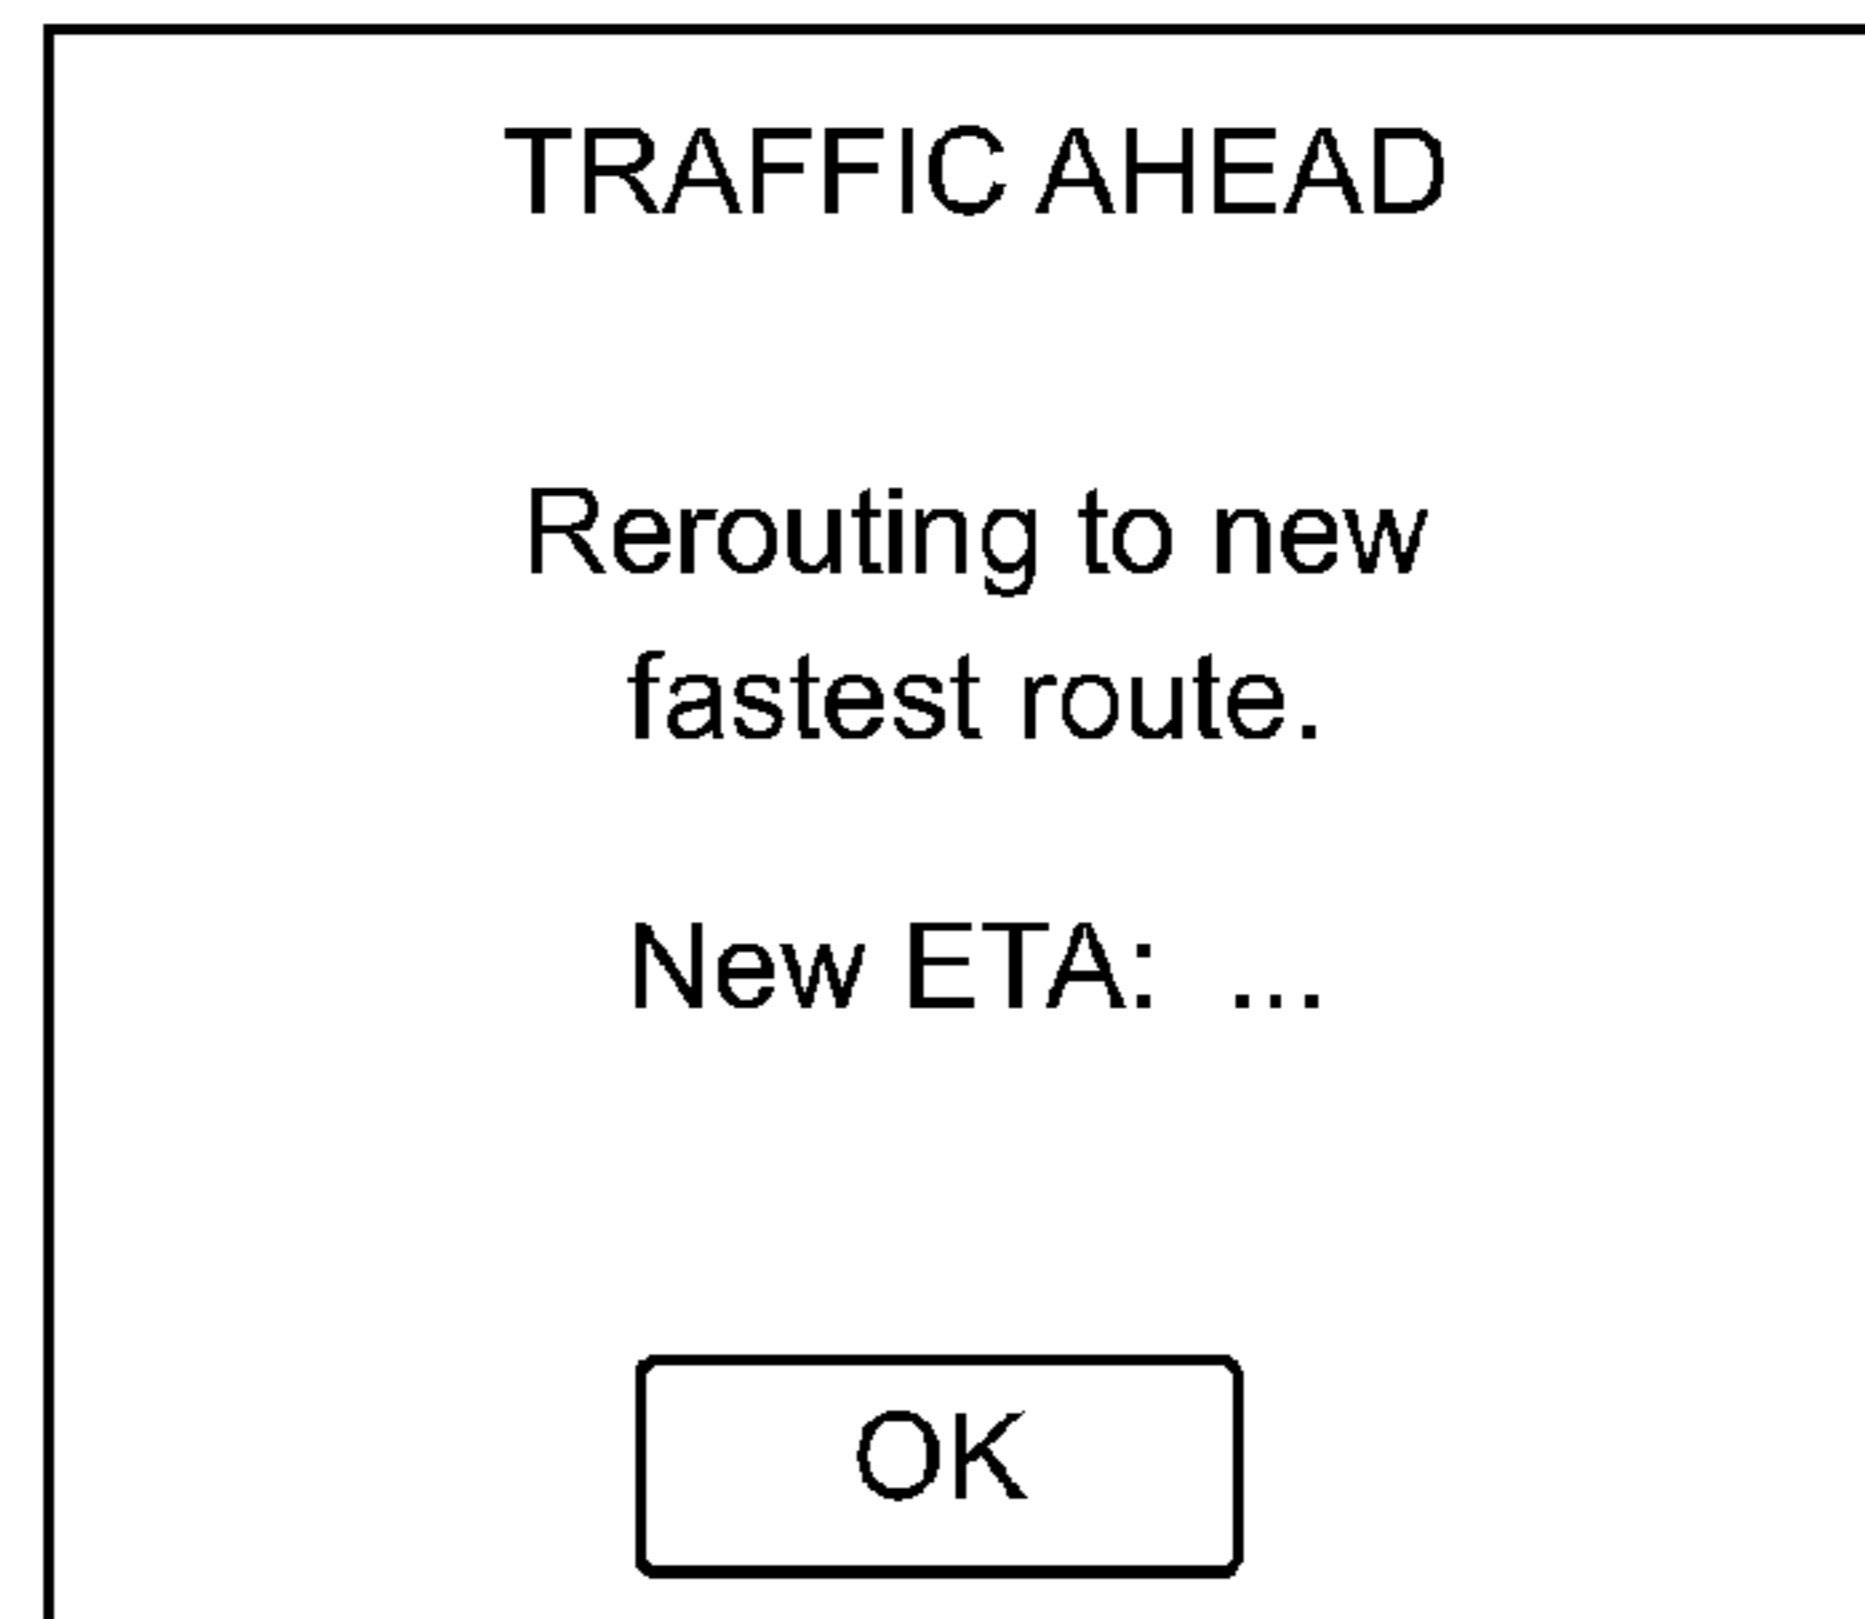 TRAFFIC AHEAD
Rerouting to new
fastest route.
New ETA: ...
OK